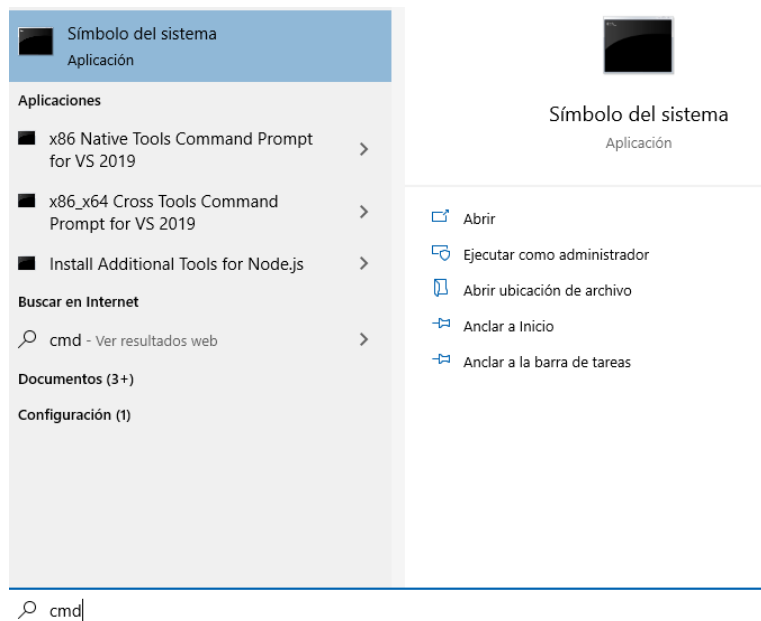 Símbolo del sistema
Aplicación
Aplicaciones
x86 Native Tools Command Prompt
for VS 2019
x86_x64 Cross Tools Command
Prompt for VS 2019
Install Additional Tools for Node.js
Buscar en Internet
cmd - Ver resultados web
Documentos (3+)
Configuración (1)
Símbolo del sistema
Aplicación
Abrir
Ejecutar como administrador
Abrir ubicación de archivo
Anclar a Inicio
Anclar a la barra de tareas
cmd